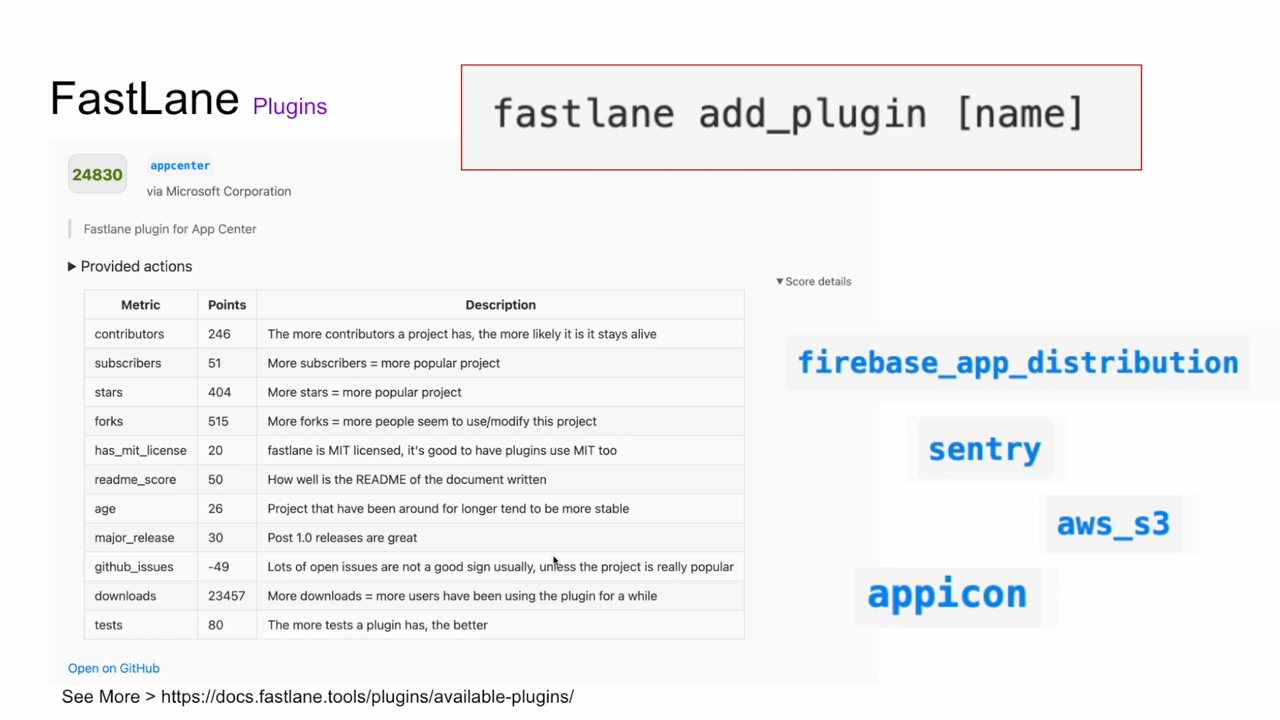 FastLane Plugins
fastlane add_plugin [name]
24830
appcenter
via Microsoft Corporation
Fastlane plugin for App Center
▶ Provided actions
▼ Score details
Metric Points Description
contributors 246 The more contributors a project has, the more likely it is it stays alive
subscribers 51 More subscribers = more popular project
stars 404 More stars = more popular project
forks 515 More forks = more people seem to use/modify this project
has_mit_license 20 fastlane is MIT licensed, it's good to have plugins use MIT too
readme_score 50 How well is the README of the document written
age 26 Project that have been around for longer tend to be more stable
major_release 30 Post 1.0 releases are great
github_issues -49 Lots of open issues are not a good sign usually, unless the project is really popular
downloads 23457 More downloads = more users have been using the plugin for a while
tests 80 The more tests a plugin has, the better
firebase_app_distribution
sentry
aws_s3
appicon
Open on GitHub
See More > https://docs.fastlane.tools/plugins/available-plugins/